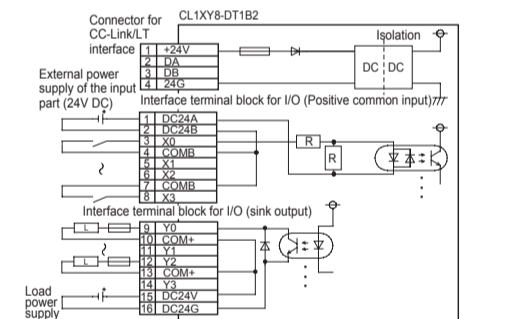 Connector for CL1XY8-DT1B2
CC-Link/LT
interface
Isolation
1 +24V
2 DA
3 DB
4 24G
DC DC
External power
supply of the input
part (24V DC)
Interface terminal block for I/O (Positive common input)
1 DC24A
2 DC24B
3 X0
4 COMB
5 X1
6 X2
7 COMB
8 X3
R
R
Interface terminal block for I/O (sink output)
9 Y0
10 COM+
11 Y1
12 Y2
13 COM+
14 Y3
15 DC24V
16 DC24G
L
L
Load
power
supply